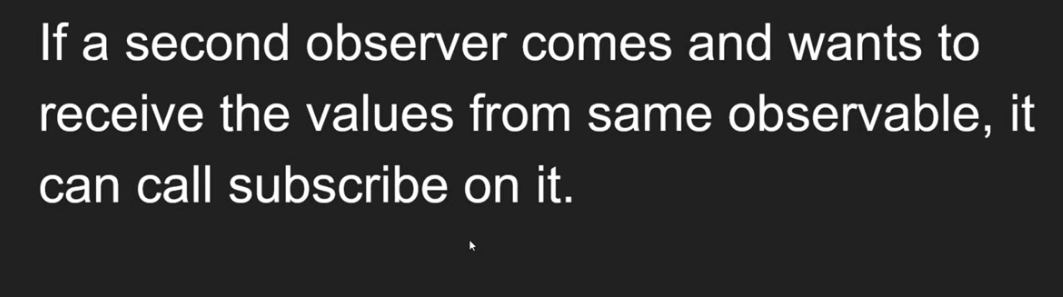 If a second observer comes and wants to
receive the values from same observable, it
can call subscribe on it.